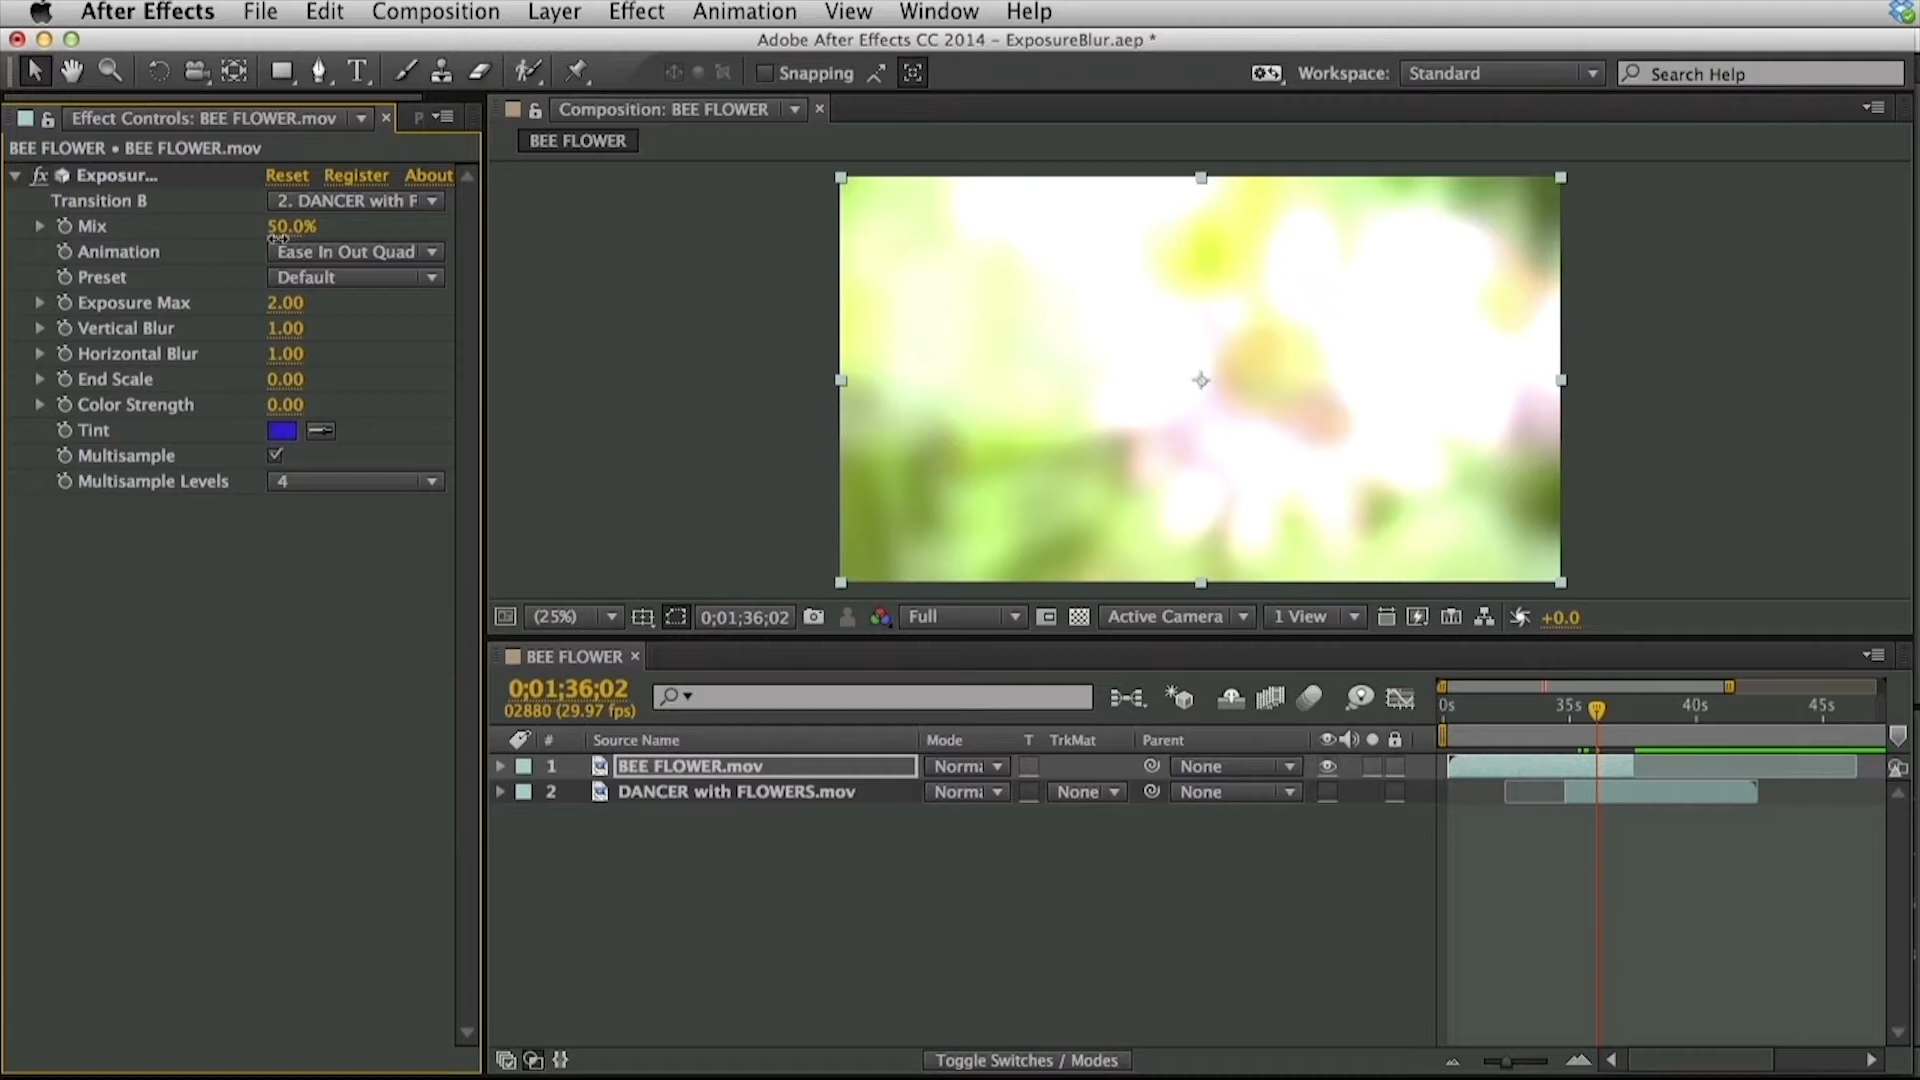 After Effects File Edit Composition Layer Effect Animation View Window Help
Adobe After Effects CC 2014 - ExposureBlur.aep *
Snapping
Workspace: Standard Search Help
Effect Controls: BEE FLOWER.mov × P
BEE FLOWER • BEE FLOWER.mov
fx Exposur... Reset Register About
Transition B 2. DANCER with F
Mix 50.0%
Animation Ease In Out Quad
Preset Default
Exposure Max 2.00
Vertical Blur 1.00
Horizontal Blur 1.00
End Scale 0.00
Color Strength 0.00
Tint
Multisample
Multisample Levels 4
Composition: BEE FLOWER ×
BEE FLOWER
(25%) 0;01;36;02 Full Active Camera 1 View +0.0
BEE FLOWER ×
0;01;36;02
02880 (29.97 fps)
0s 35s 40s 45s
# Source Name Mode T TrkMat Parent
1 BEE FLOWER.mov Norma None
2 DANCER with FLOWERS.mov Norma None None
Toggle Switches / Modes